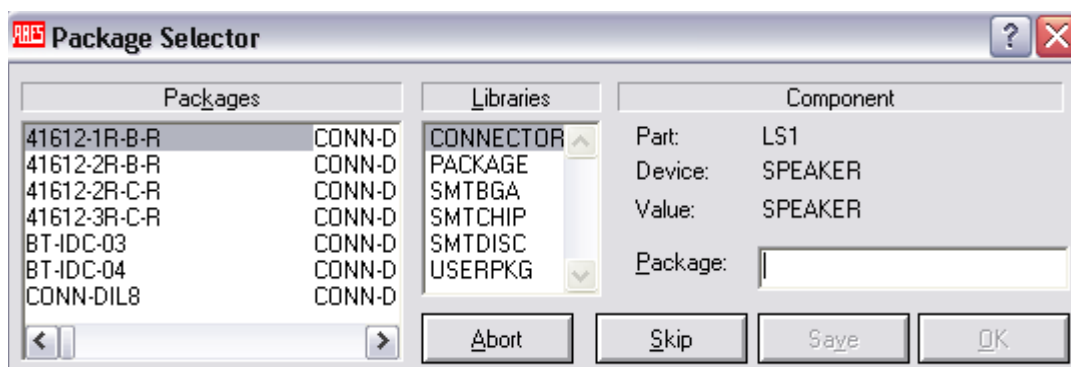 ARES Package Selector
Packages
41612-1R-B-R CONN-D
41612-2R-B-R CONN-D
41612-2R-C-R CONN-D
41612-3R-C-R CONN-D
BT-IDC-03 CONN-D
BT-IDC-04 CONN-D
CONN-DIL8 CONN-D
Libraries
CONNECTOR
PACKAGE
SMTBGA
SMTCHIP
SMTDISC
USERPKG
Component
Part: LS1
Device: SPEAKER
Value: SPEAKER
Package:
Abort Skip Save OK